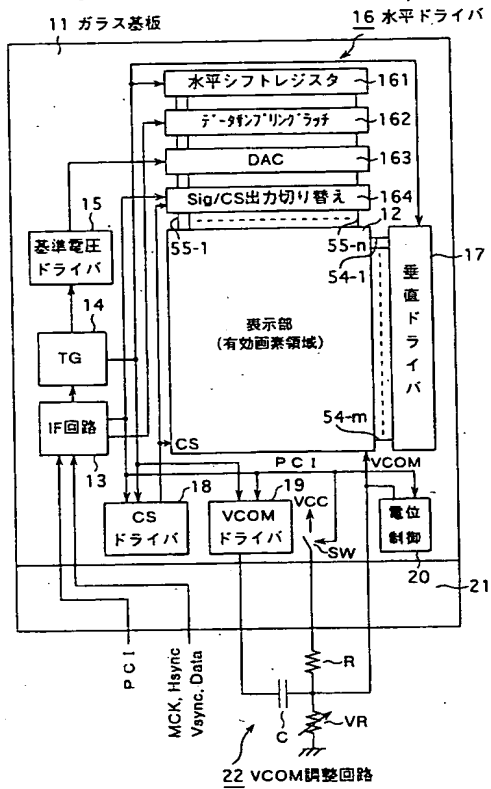 16 水平ドライバ
11 ガラス基板
水平シフトレジスタ
161
データサンプリングラッチ
162
DAC
163
Sig/CS出力切り替え
164
15
12
基準電圧
ドライバ
55-1
55-n
54-1
17
垂直ドライバ
14
TG
表示部
(有効画素領域)
IF回路
13
54-m
CS
PCI
VCOM
18
19
VCC
CS
ドライバ
VCOM
ドライバ
SW
電位
制御
20
21
PCI
MCK, Hsync
Vsync, Data
R
C
VR
22 VCOM調整回路